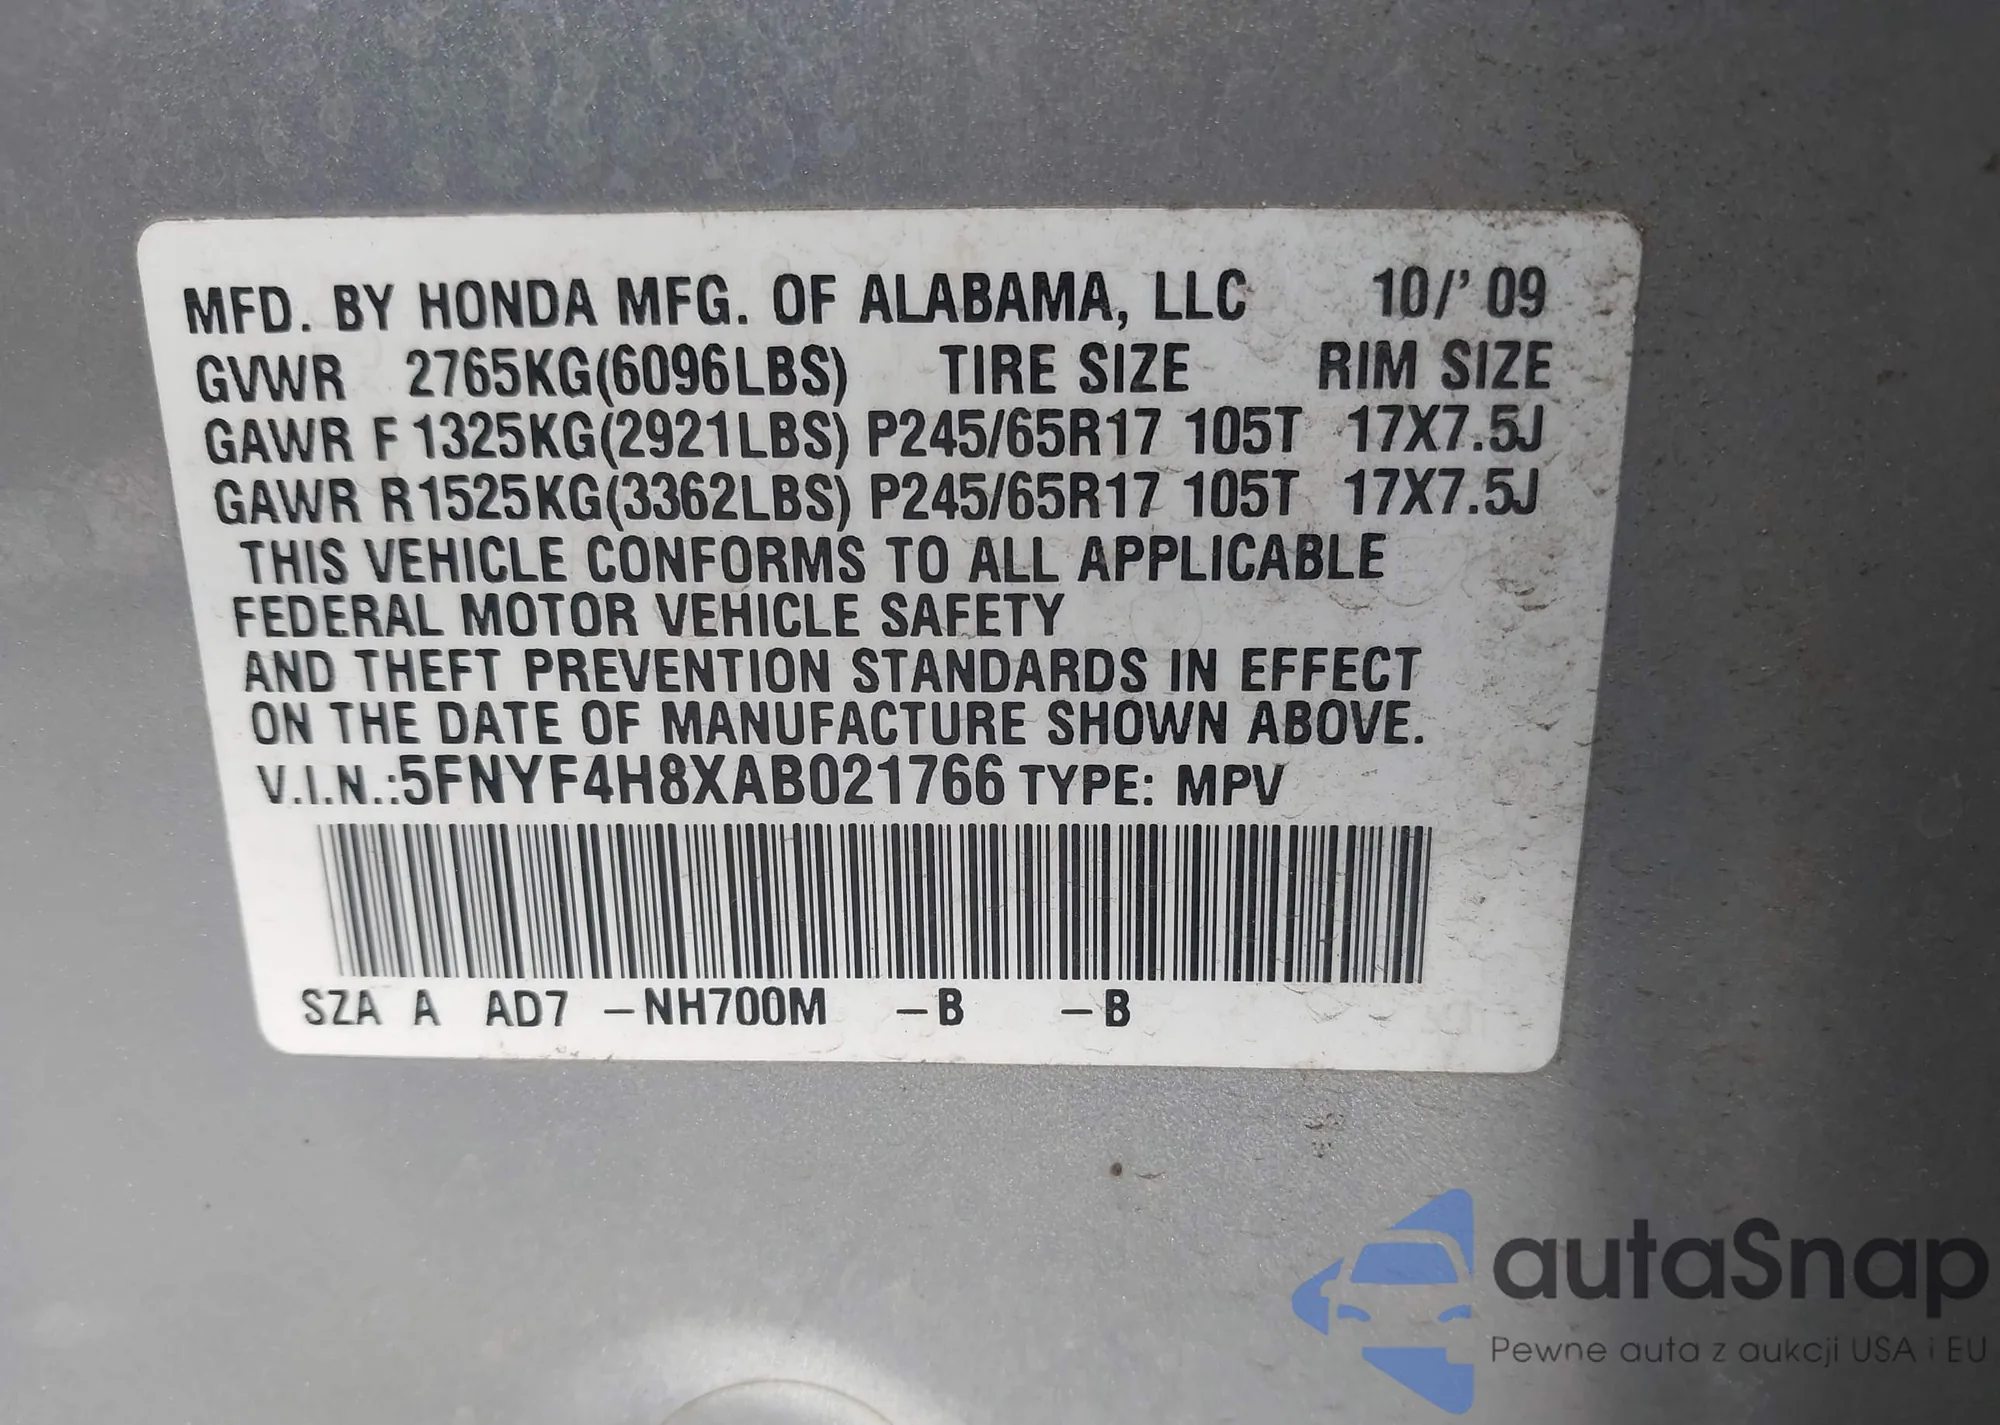 MFD. BY HONDA MFG. OF ALABAMA, LLC 10/' 09
GVWR 2765KG(6096LBS) TIRE SIZE RIM SIZE
GAWR F 1325KG(2921LBS) P245/65R17 105T 17X7.5J
GAWR R1525KG(3362LBS) P245/65R17 105T 17X7.5J
THIS VEHICLE CONFORMS TO ALL APPLICABLE
FEDERAL MOTOR VEHICLE SAFETY
AND THEFT PREVENTION STANDARDS IN EFFECT
ON THE DATE OF MANUFACTURE SHOWN ABOVE.
V.I.N.:5FNYF4H8XAB021766 TYPE: MPV
SZA A AD7 –NH700M –B –B
autaSnap
Pewne auta z aukcji USA i EU